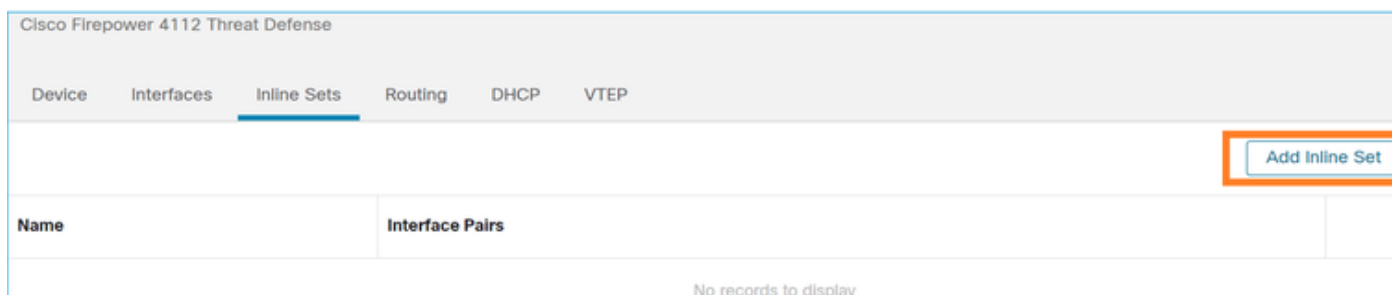 Cisco Firepower 4112 Threat Defense
Device Interfaces Inline Sets Routing DHCP VTEP
Add Inline Set
Name Interface Pairs
No records to display